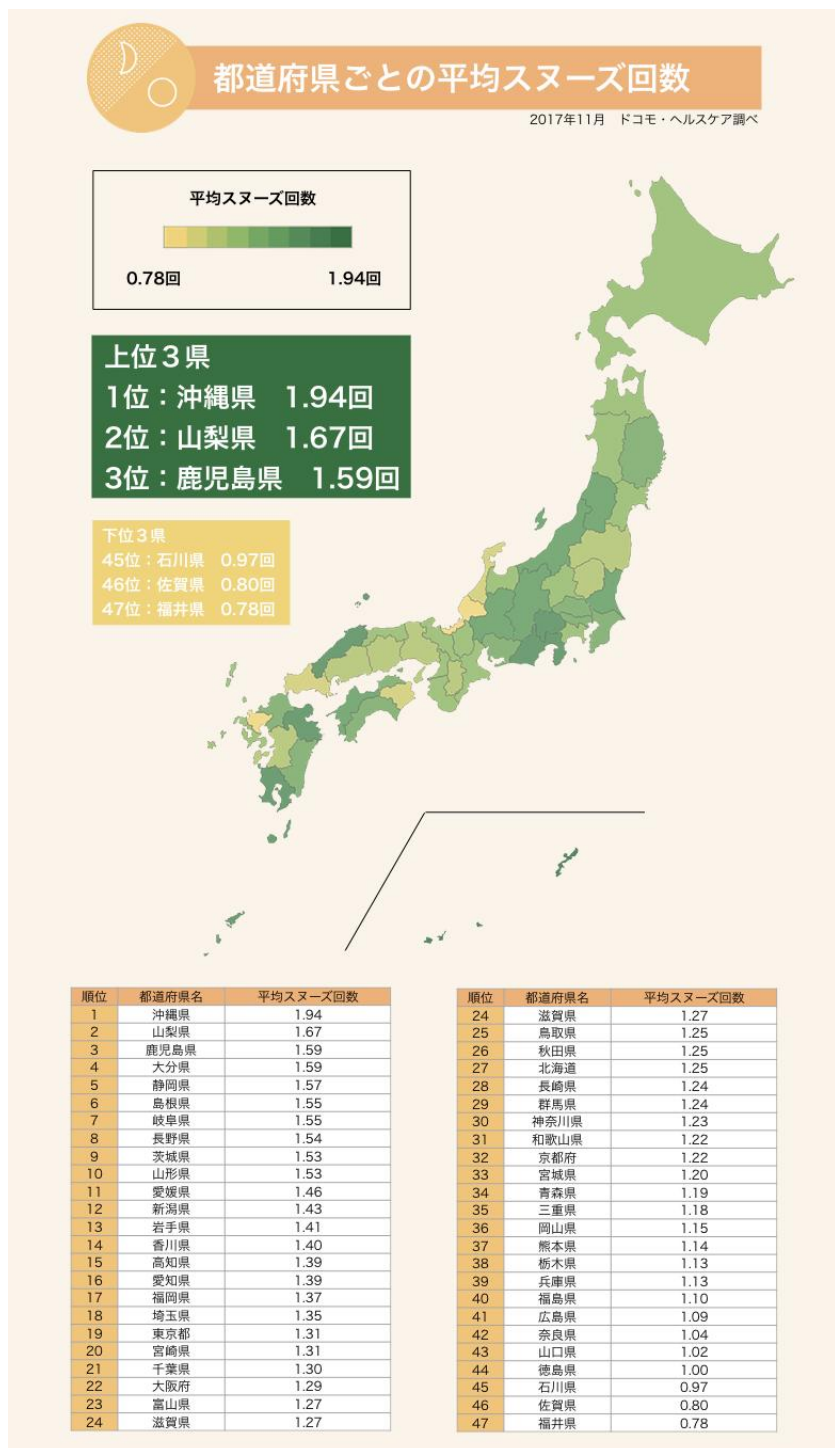 都道府県ごとの平均スヌーズ回数
2017年11月　ドコモ・ヘルスケア調べ
平均スヌーズ回数
0.78回　1.94回
上位３県
1位：沖縄県　1.94回
2位：山梨県　1.67回
3位：鹿児島県　1.59回
下位３県
45位：石川県　0.97回
46位：佐賀県　0.80回
47位：福井県　0.78回
順位　都道府県名　平均スヌーズ回数
1　沖縄県　1.94
2　山梨県　1.67
3　鹿児島県　1.59
4　大分県　1.59
5　静岡県　1.57
6　島根県　1.55
7　岐阜県　1.55
8　長野県　1.54
9　茨城県　1.53
10　山形県　1.53
11　愛媛県　1.46
12　新潟県　1.43
13　岩手県　1.41
14　香川県　1.40
15　高知県　1.39
16　愛知県　1.39
17　福岡県　1.37
18　埼玉県　1.35
19　東京都　1.31
20　宮崎県　1.31
21　千葉県　1.30
22　大阪府　1.29
23　富山県　1.27
24　滋賀県　1.27
順位　都道府県名　平均スヌーズ回数
24　滋賀県　1.27
25　鳥取県　1.25
26　秋田県　1.25
27　北海道　1.25
28　長崎県　1.24
29　群馬県　1.24
30　神奈川県　1.23
31　和歌山県　1.22
32　京都府　1.22
33　宮城県　1.20
34　青森県　1.19
35　三重県　1.18
36　岡山県　1.15
37　熊本県　1.14
38　栃木県　1.13
39　兵庫県　1.13
40　福島県　1.10
41　広島県　1.09
42　奈良県　1.04
43　山口県　1.02
44　徳島県　1.00
45　石川県　0.97
46　佐賀県　0.80
47　福井県　0.78